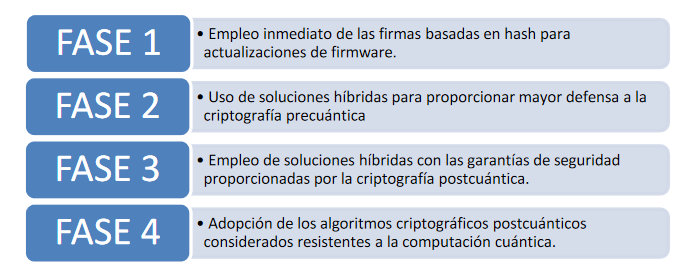 FASE 1
• Empleo inmediato de las firmas basadas en hash para
actualizaciones de firmware.
FASE 2
• Uso de soluciones híbridas para proporcionar mayor defensa a la
criptografía precuántica
FASE 3
• Empleo de soluciones híbridas con las garantías de seguridad
proporcionadas por la criptografía postcuántica.
FASE 4
• Adopción de los algoritmos criptográficos postcuánticos
considerados resistentes a la computación cuántica.